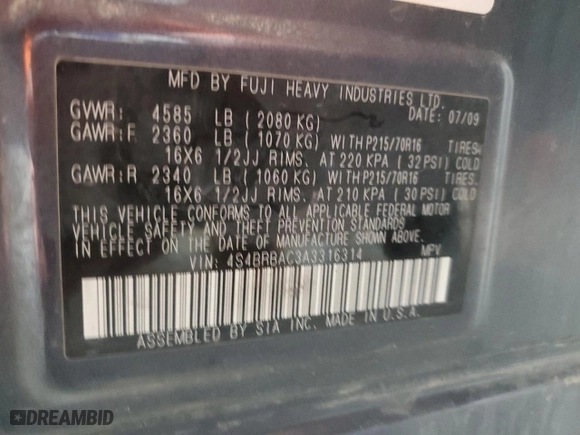 MFD BY FUJI HEAVY INDUSTRIES LTD.
GVWR: 4585 LB ( 2080 KG) DATE: 07/09
GAWR:F 2360 LB ( 1070 KG) WITH P215/70R16 TIRES.
16X6 1/2JJ RIMS. AT 220 KPA ( 32 PSI) COLD
GAWR:R 2340 LB ( 1060 KG) WITH P215/70R16 TIRES.
16X6 1/2JJ RIMS. AT 210 KPA ( 30 PSI) COLD
THIS VEHICLE CONFORMS TO ALL APPLICABLE FEDERAL MOTOR
VEHICLE SAFETY AND THEFT PREVENTION STANDARDS
IN EFFECT ON THE DATE OF MANUFACTURE SHOWN ABOVE.
VIN: 4S4BRBAC3A3316314 MPV
ASSEMBLED BY SIA INC. MADE IN U.S.A.
DREAMBID